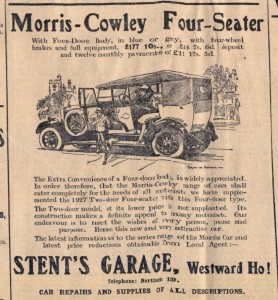 Morris-Cowley Four-Seater
With Four-Door Body, in blue or grey, with four-wheel
brakes and full equipment, £177 10s., or £14 7s. 6d. deposit
and twelve monthly payments of £11 17s. 3d.
The Extra Convenience of a Four-door body, is widely appreciated.
In order therefore, that the Morris-Cowley range of cars shall
cater completely for the needs of all motorists we have supplemented
the 1927 Two-door Four-seater with this Four-door type.
The Two-door model, at its lower price is not supplanted. Its
construction makes a definite appeal to many motorists. Our
endeavour is to meet the wishes of every person, purse and
purpose. Hence this new and very attractive car.
The latest information as to the series range of the Morris Car and
latest price reductions obtainable from Local Agent :—
STENT'S GARAGE, Westward Ho!
Telephone: Northam 139.
CAR REPAIRS AND SUPPLIES OF ALL DESCRIPTIONS.